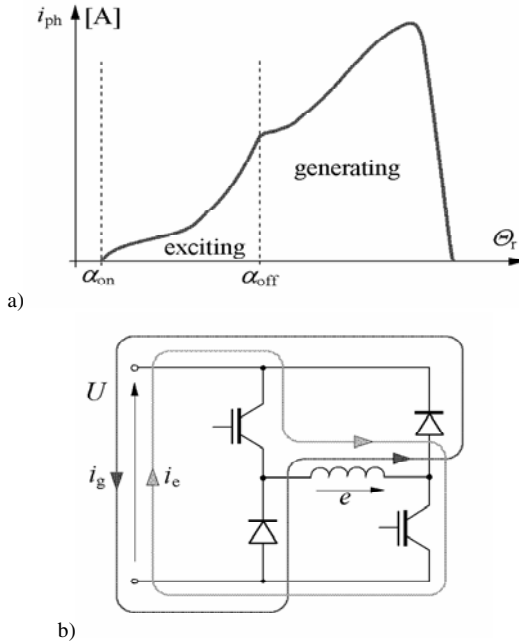 i_ph [A]
generating
exciting
Θ_r
α_on α_off
a)
U
i_g i_e
e
b)